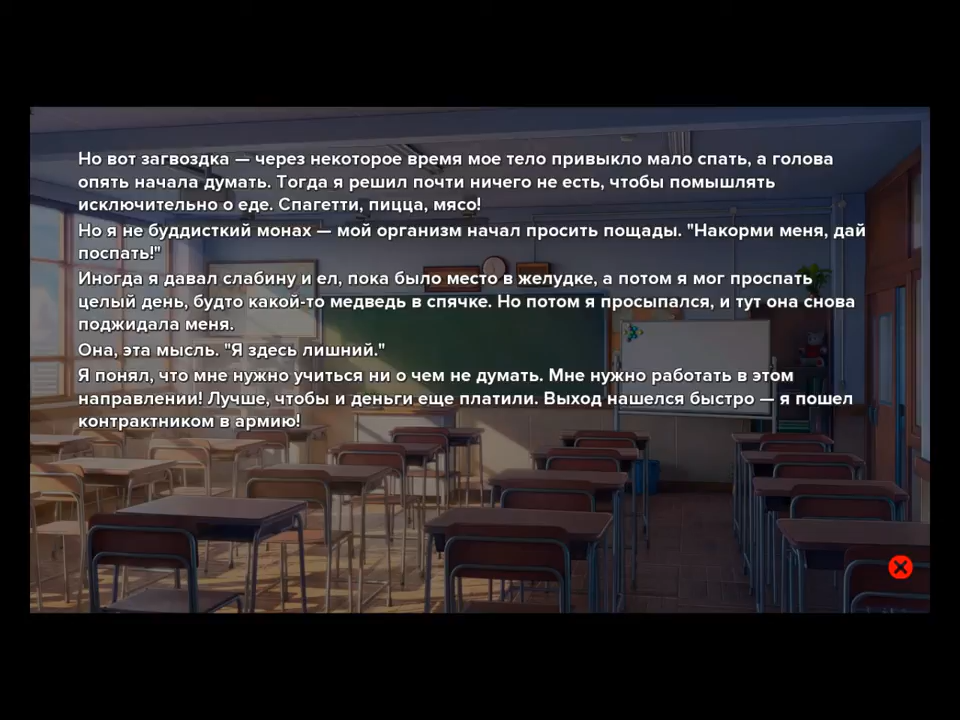 Но вот загвоздка — через некоторое время мое тело привыкло мало спать, а голова
опять начала думать. Тогда я решил почти ничего не есть, чтобы помышлять
исключительно о еде. Спагетти, пицца, мясо!
Но я не буддисткий монах — мой организм начал просить пощады. "Накорми меня, дай
поспать!"
Иногда я давал слабину и ел, пока было место в желудке, а потом я мог проспать
целый день, будто какой-то медведь в спячке. Но потом я просыпался, и тут она снова
поджидала меня.
Она, эта мысль. "Я здесь лишний."
Я понял, что мне нужно учиться ни о чем не думать. Мне нужно работать в этом
направлении! Лучше, чтобы и деньги еще платили. Выход нашелся быстро — я пошел
контрактником в армию!